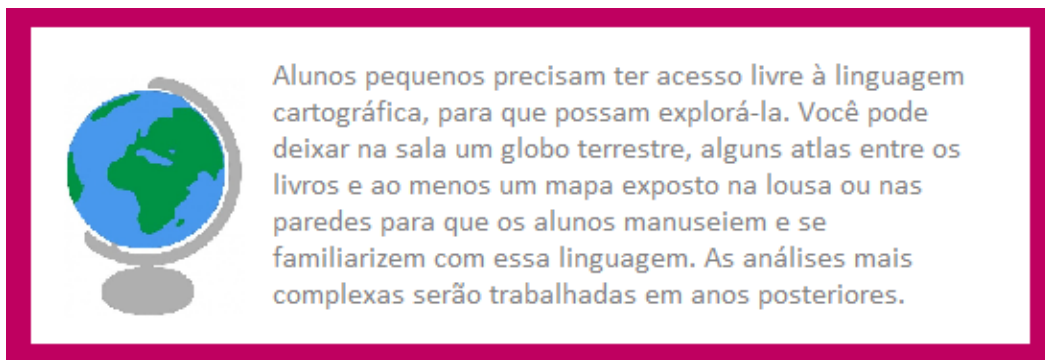 Alunos pequenos precisam ter acesso livre à linguagem
cartográfica, para que possam explorá-la. Você pode
deixar na sala um globo terrestre, alguns atlas entre os
livros e ao menos um mapa exposto na lousa ou nas
paredes para que os alunos manuseiem e se
familiarizem com essa linguagem. As análises mais
complexas serão trabalhadas em anos posteriores.